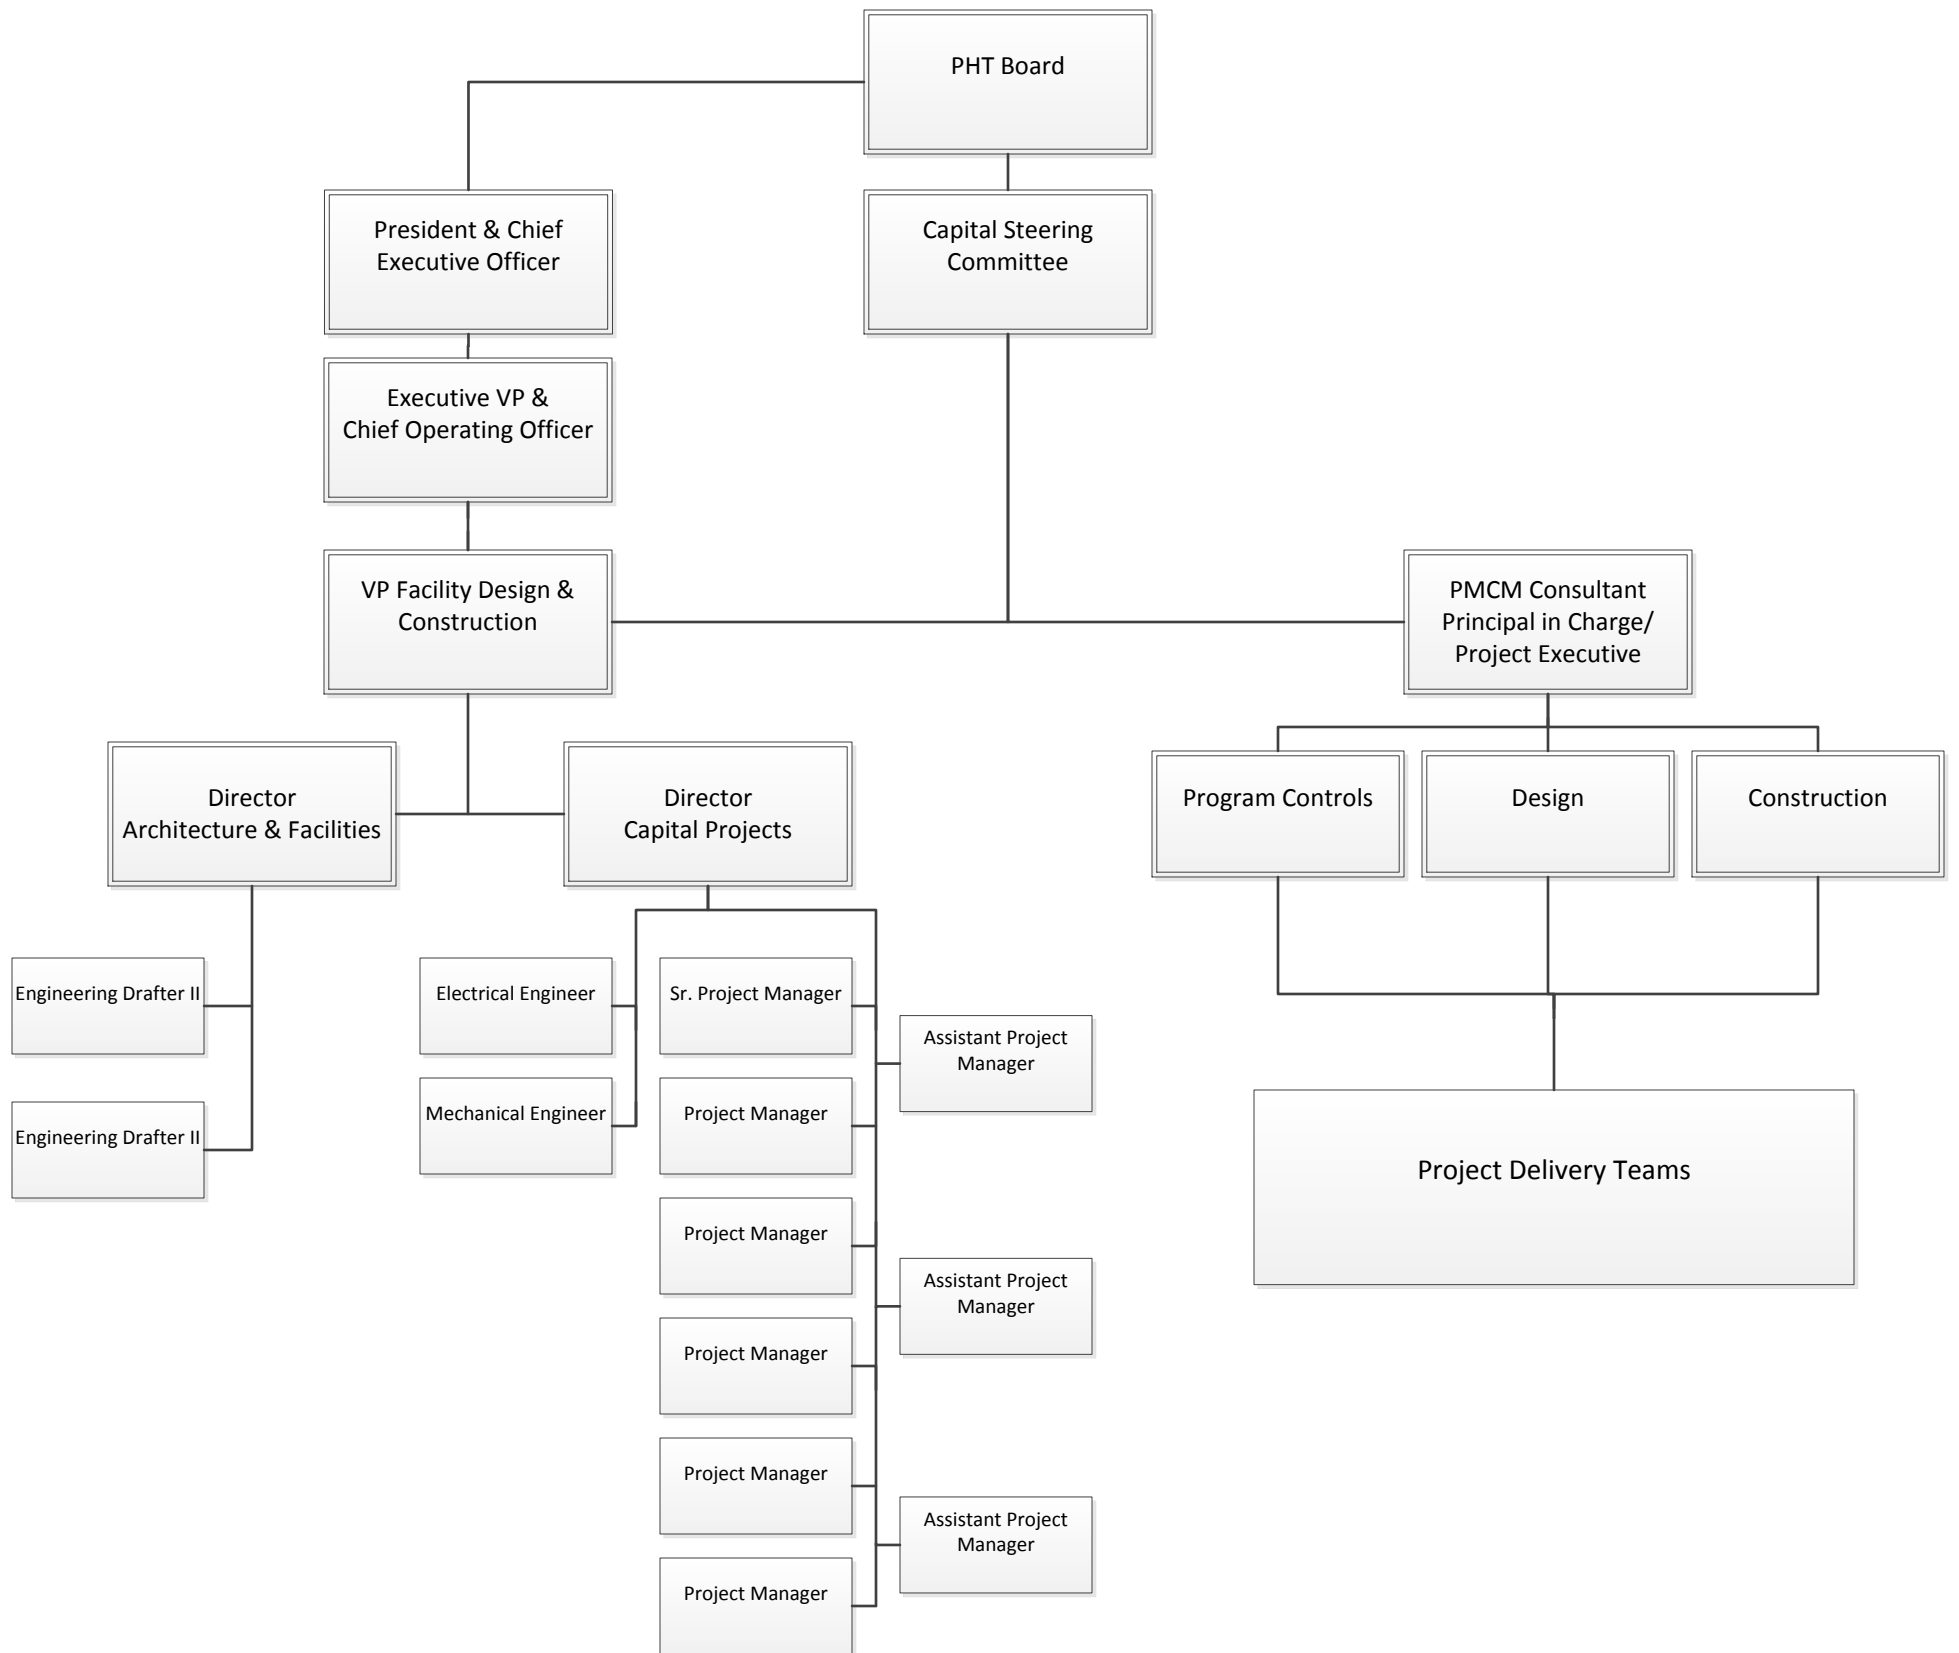 PHT Board
President & Chief
Executive Officer
Capital Steering
Committee
Executive VP &
Chief Operating Officer
VP Facility Design &
Construction
PMCM Consultant
Principal in Charge/
Project Executive
Director
Architecture & Facilities
Director
Capital Projects
Program Controls
Design
Construction
Engineering Drafter II
Electrical Engineer
Sr. Project Manager
Assistant Project
Manager
Engineering Drafter II
Mechanical Engineer
Project Manager
Project Delivery Teams
Project Manager
Assistant Project
Manager
Project Manager
Project Manager
Assistant Project
Manager
Project Manager